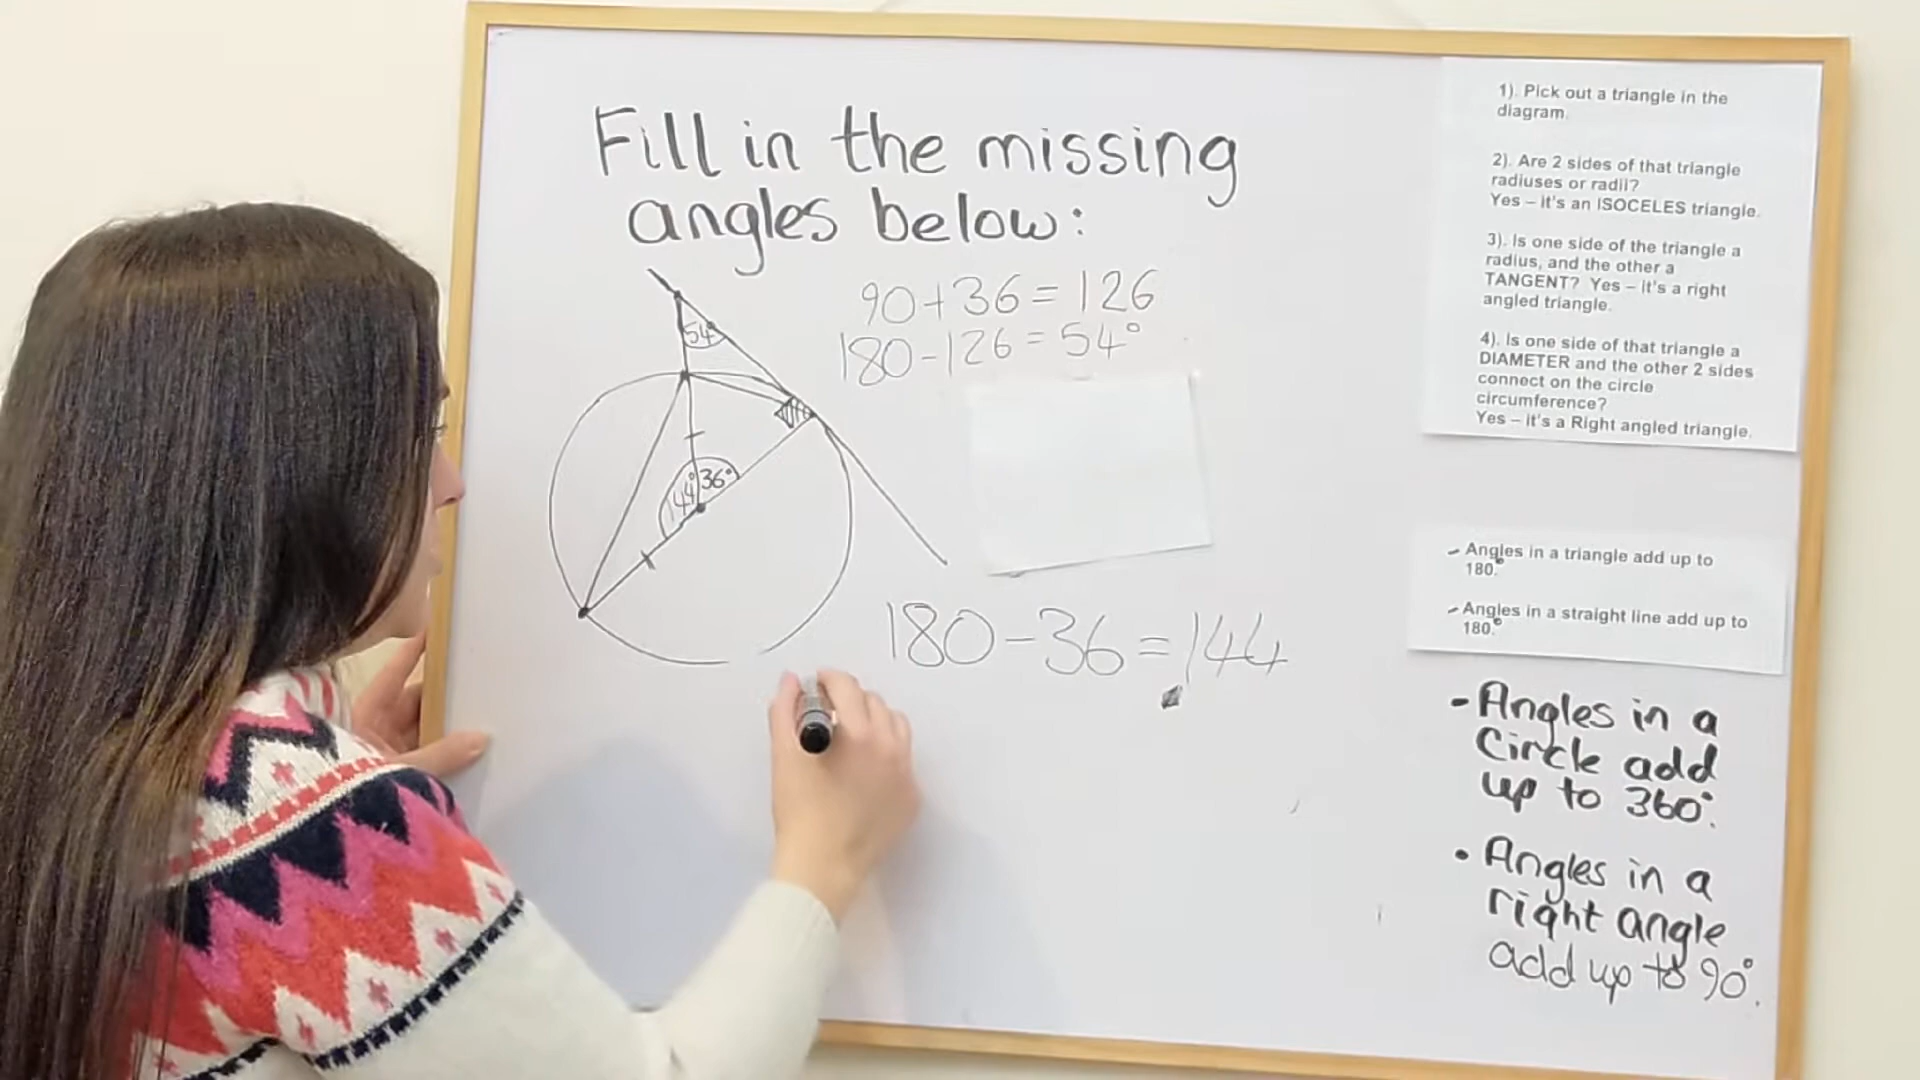 Fill in the missing
angles below:
90+36=126
180-126=54°
54°
36°
144°
180-36=144
1). Pick out a triangle in the
diagram.
2). Are 2 sides of that triangle
radiuses or radii?
Yes – it's an ISOCELES triangle.
3). Is one side of the triangle a
radius, and the other a
TANGENT? Yes – it's a right
angled triangle.
4). Is one side of that triangle a
DIAMETER and the other 2 sides
connect on the circle
circumference?
Yes – it's a Right angled triangle.
- Angles in a triangle add up to
180.°
- Angles in a straight line add up to
180.°
- Angles in a
Circle add
up to 360°.
• Angles in a
right angle
add up to 90°.